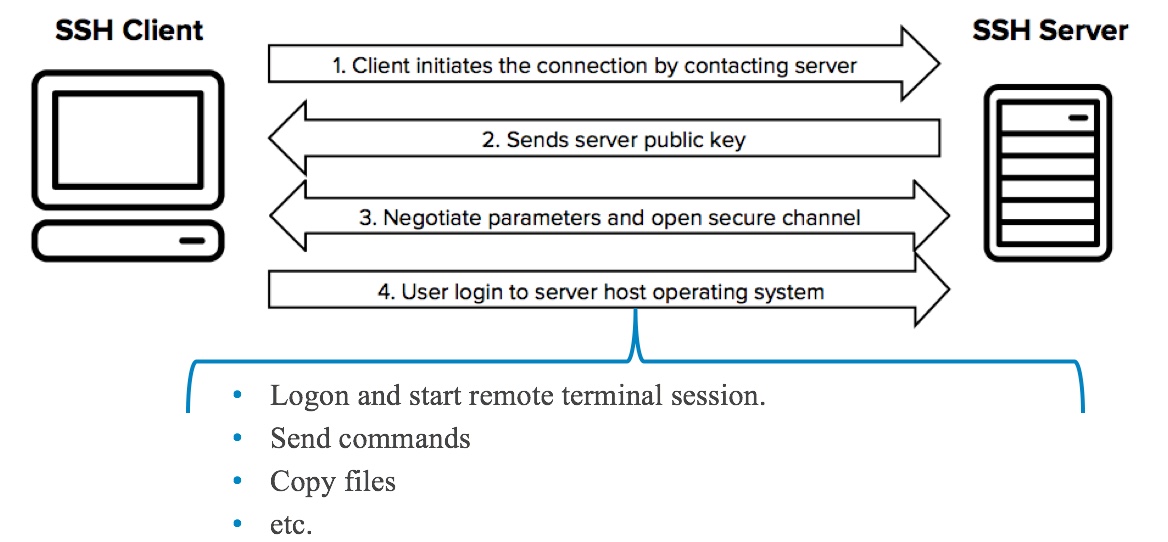 SSH Client
SSH Server
1. Client initiates the connection by contacting server
2. Sends server public key
3. Negotiate parameters and open secure channel
4. User login to server host operating system
• Logon and start remote terminal session.
• Send commands
• Copy files
• etc.